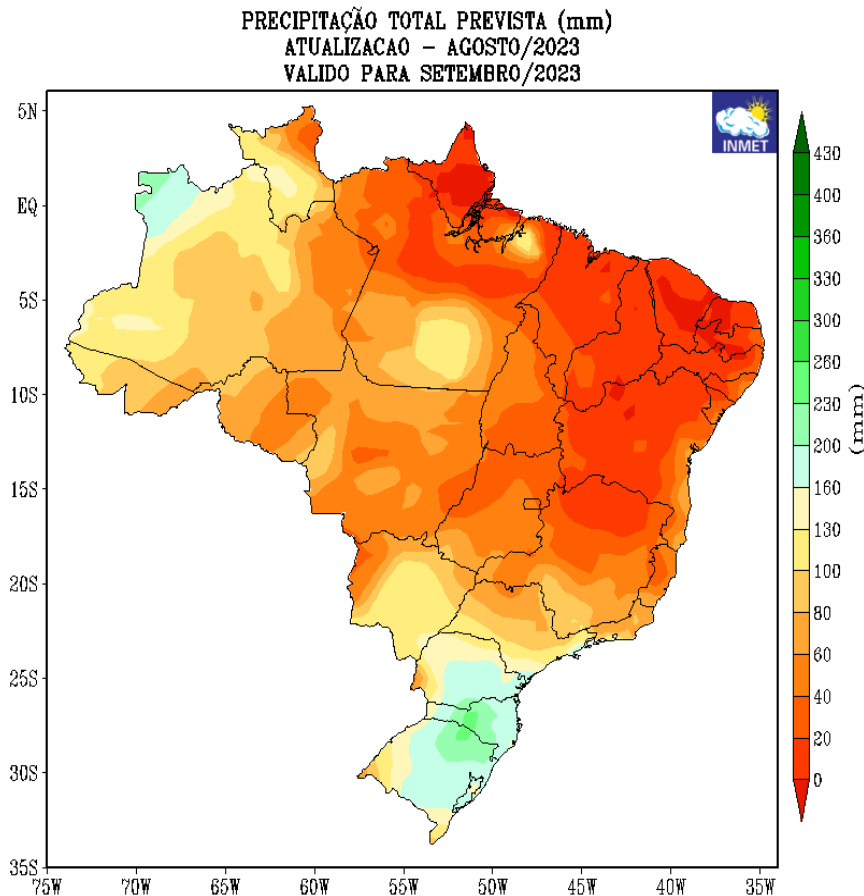 PRECIPITAÇÃO TOTAL PREVISTA (mm)
ATUALIZACAO – AGOSTO/2023
VALIDO PARA SETEMBRO/2023
INMET
5N
EQ
5S
10S
15S
20S
25S
30S
35S
75W
70W
65W
60W
55W
50W
45W
40W
35W
430
400
360
330
300
260
230
200
160
130
100
80
60
40
20
0
(mm)